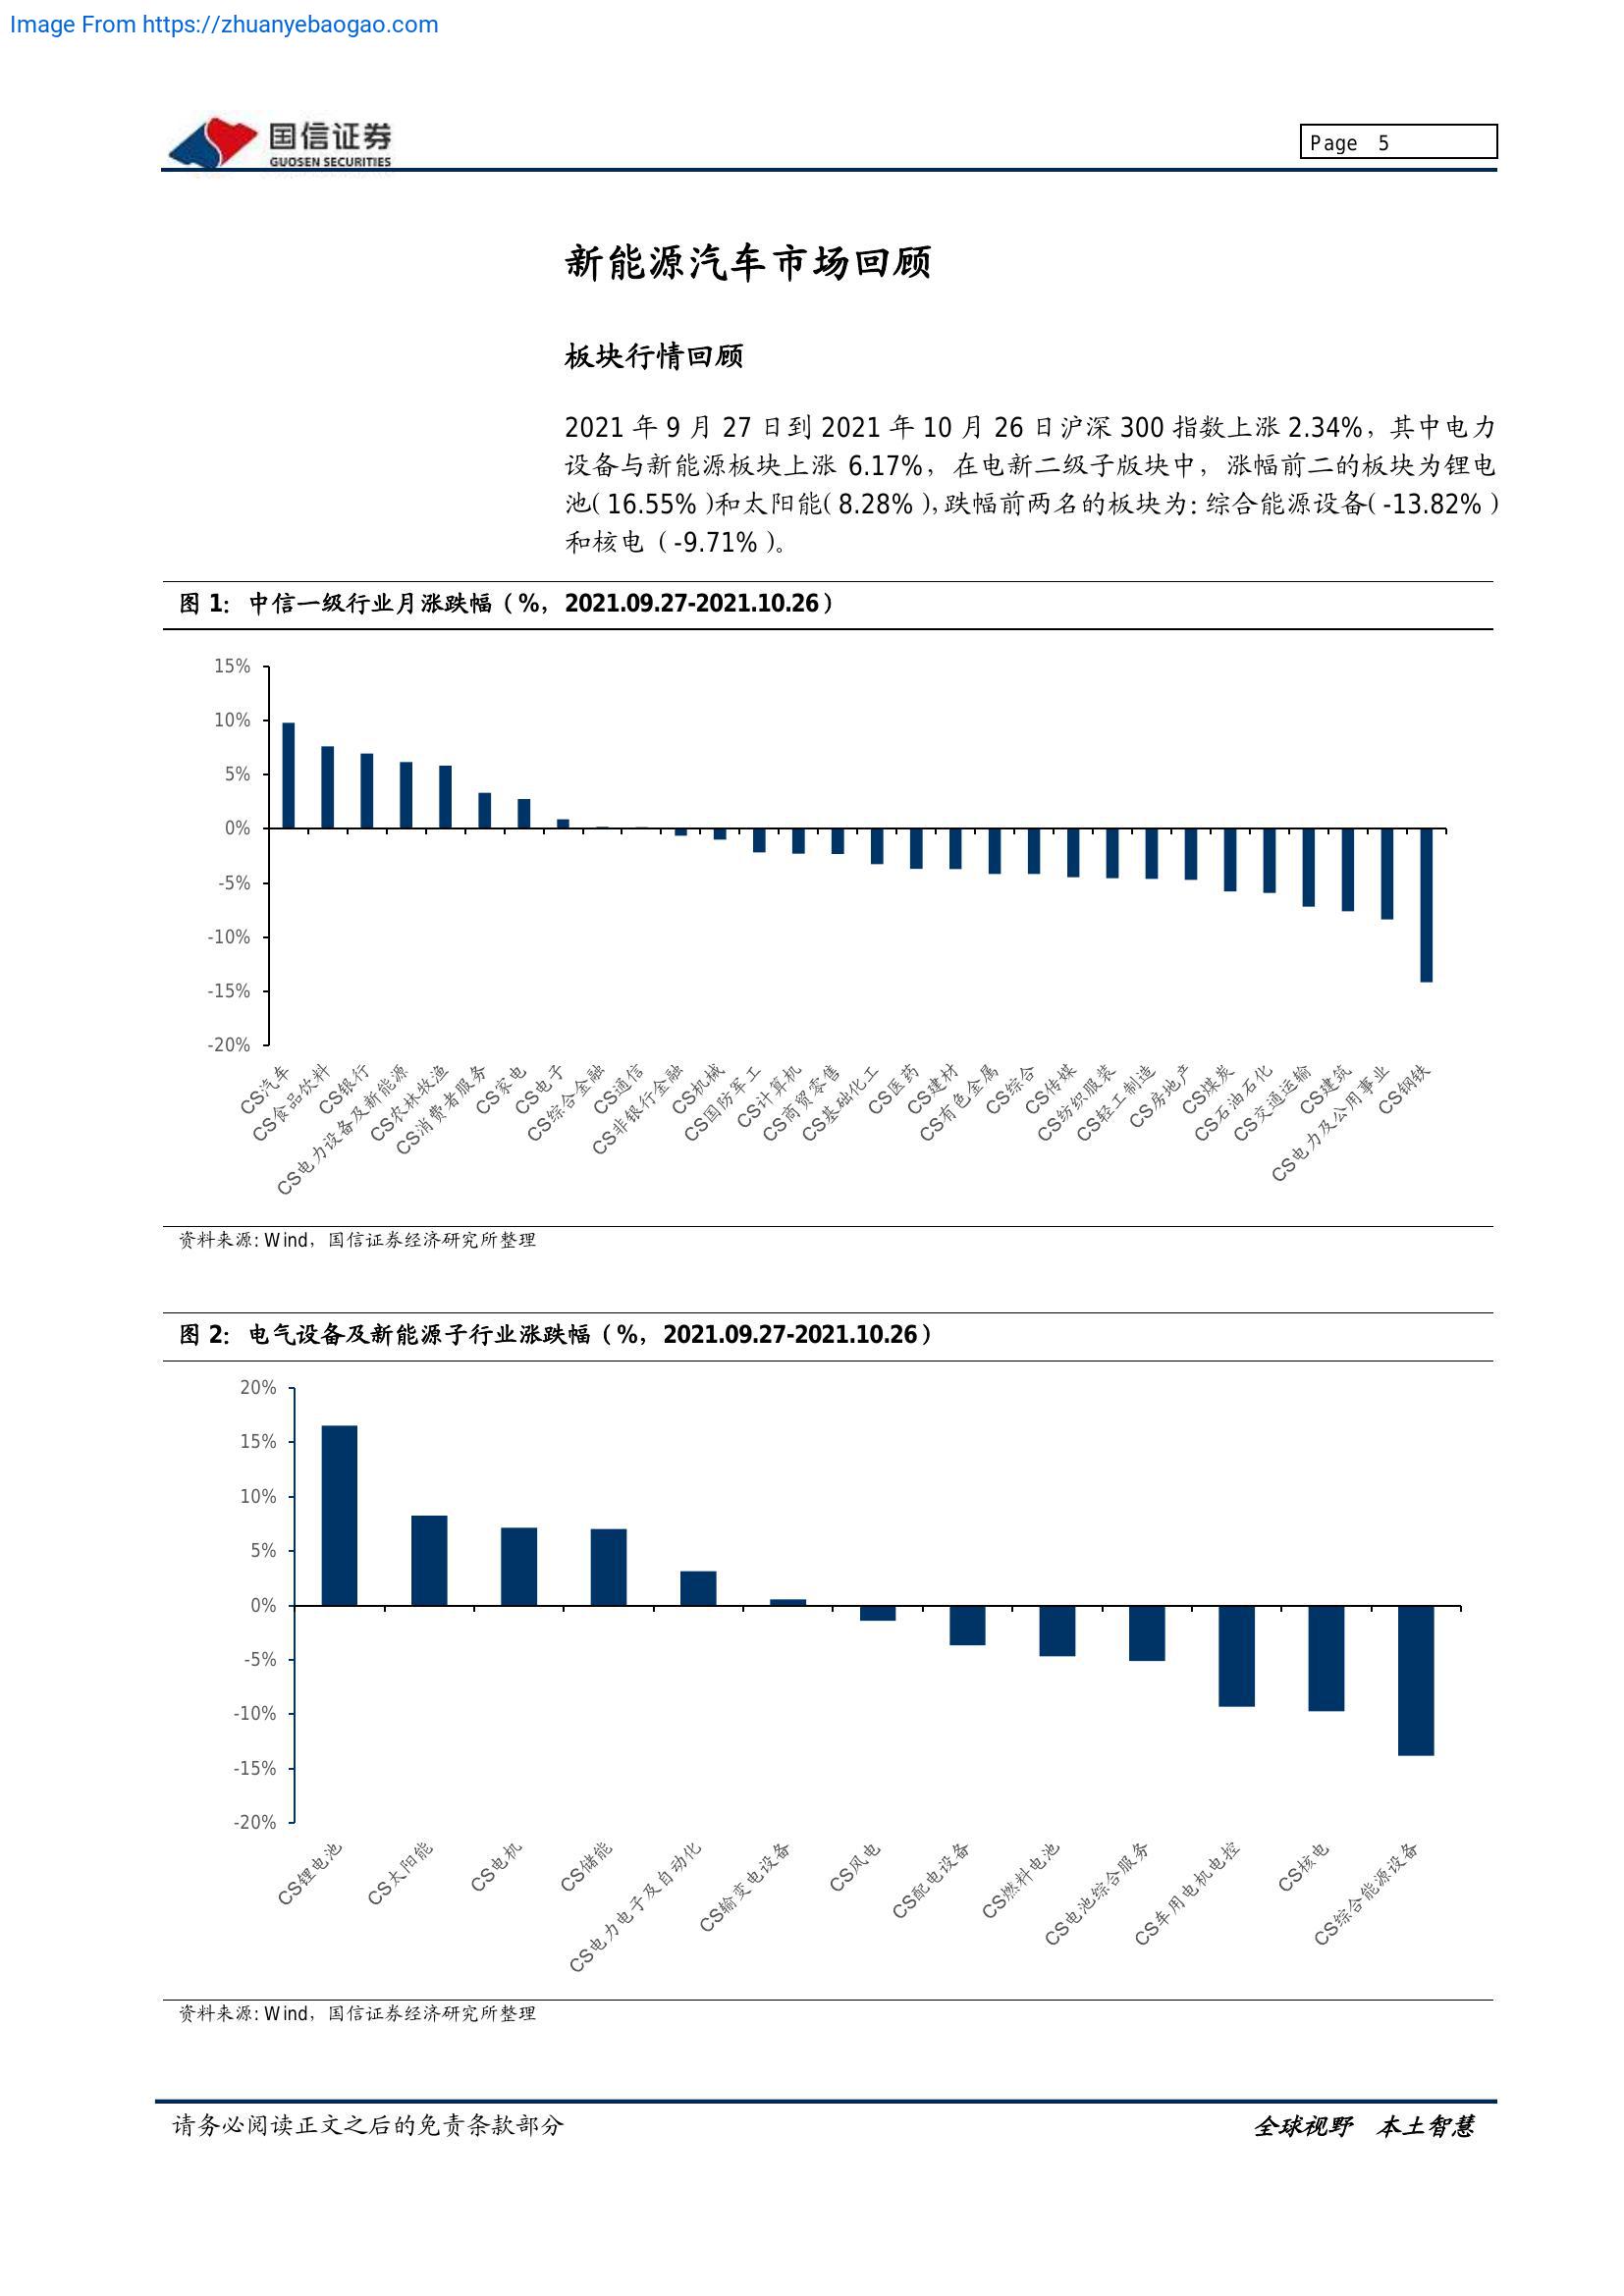 Image From https://zhuanyebaogao.com
国信证券
GUOSEN SECURITIES
Page 5
新能源汽车市场回顾
板块行情回顾
2021 年 9 月 27 日到 2021 年 10 月 26 日沪深 300 指数上涨 2.34%，其中电力
设备与新能源板块上涨 6.17%，在电新二级子版块中，涨幅前二的板块为锂电
池（16.55%）和太阳能（8.28%），跌幅前两名的板块为：综合能源设备（-13.82%）
和核电（-9.71%）。
图 1：中信一级行业月涨跌幅（%，2021.09.27-2021.10.26）
15%
10%
5%
0%
-5%
-10%
-15%
-20%
CS汽车
CS食品饮料
CS银行
CS电力设备及新能源
CS农林牧渔
CS消费者服务
CS家电
CS电子
CS综合金融
CS通信
CS非银行金融
CS机械
CS国防军工
CS计算机
CS商贸零售
CS基础化工
CS医药
CS建材
CS有色金属
CS综合
CS传媒
CS纺织服装
CS轻工制造
CS房地产
CS煤炭
CS石油石化
CS交通运输
CS建筑
CS电力及公用事业
CS钢铁
资料来源：Wind，国信证券经济研究所整理
图 2：电气设备及新能源子行业涨跌幅（%，2021.09.27-2021.10.26）
20%
15%
10%
5%
0%
-5%
-10%
-15%
-20%
CS锂电池
CS太阳能
CS电机
CS储能
CS电力电子及自动化
CS输变电设备
CS风电
CS配电设备
CS燃料电池
CS电池综合服务
CS车用电机电控
CS核电
CS综合能源设备
资料来源：Wind，国信证券经济研究所整理
请务必阅读正文之后的免责条款部分
全球视野 本土智慧